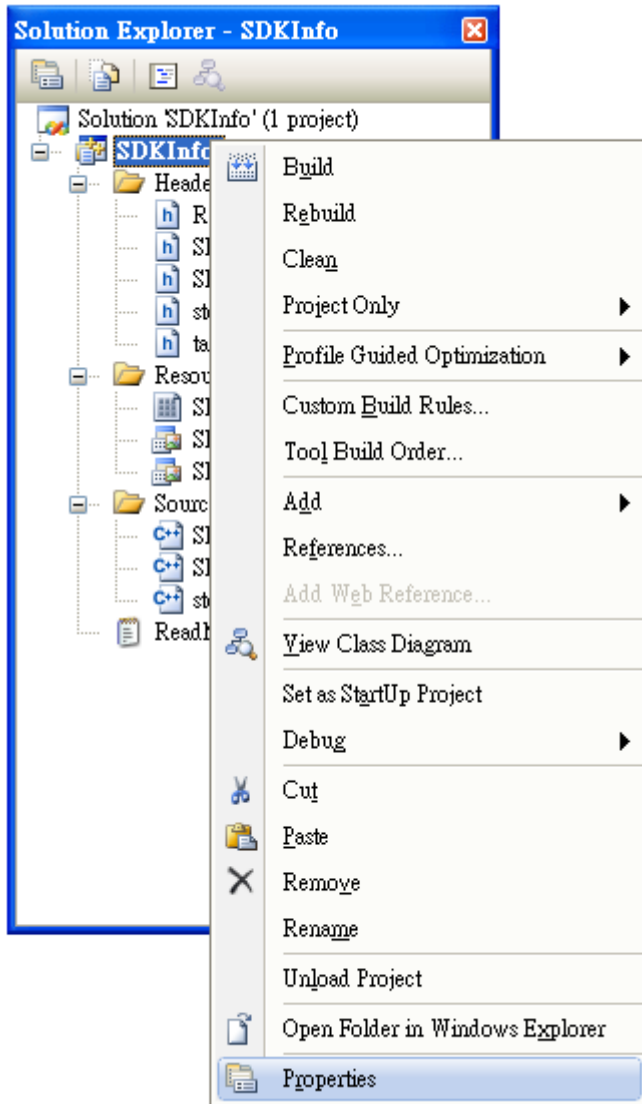 Solution Explorer - SDKInfo
Solution 'SDKInfo' (1 project)
SDKInfo
Build
Rebuild
Clean
Project Only
Profile Guided Optimization
Custom Build Rules...
Tool Build Order...
Add
References...
Add Web Reference...
View Class Diagram
Set as StartUp Project
Debug
Cut
Paste
Remove
Rename
Unload Project
Open Folder in Windows Explorer
Properties